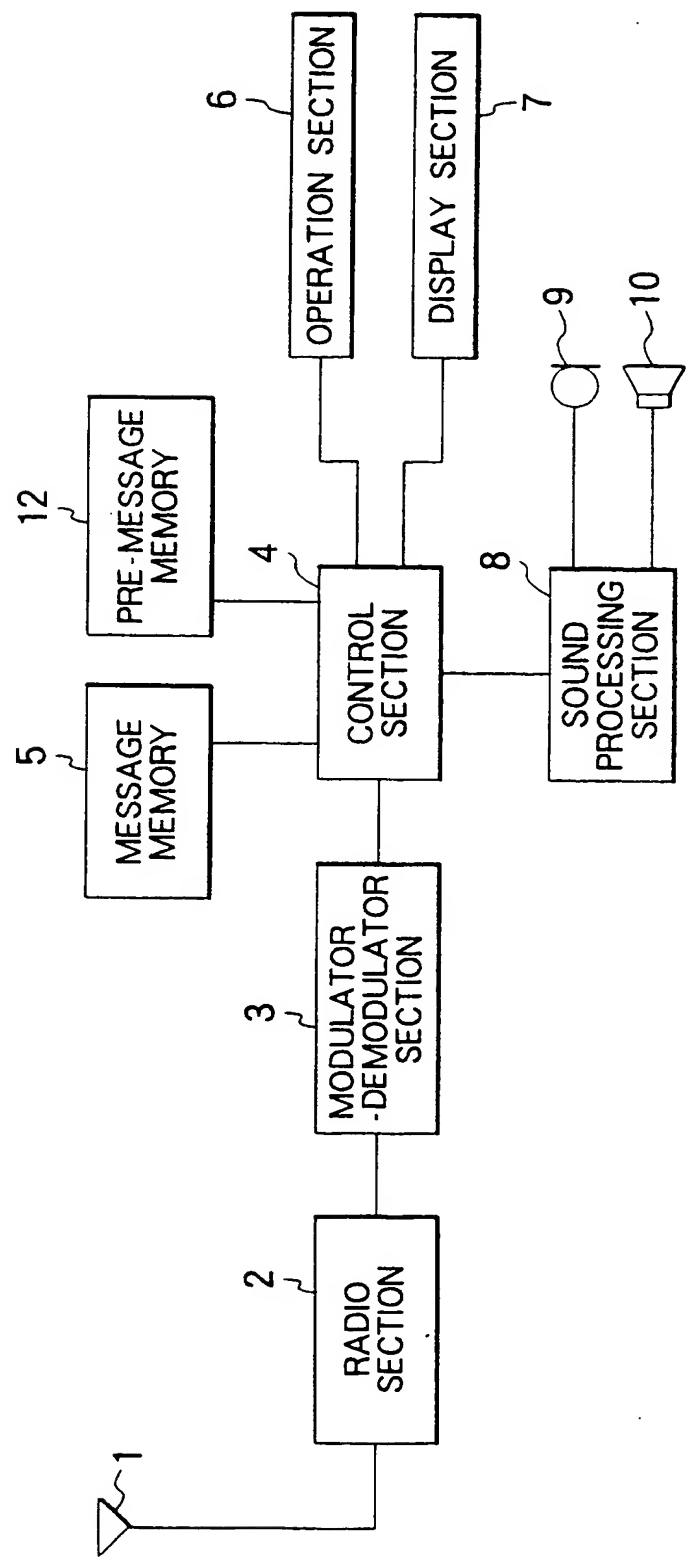 1
2
RADIO
SECTION
3
MODULATOR
-DEMODULATOR
SECTION
5
MESSAGE
MEMORY
12
PRE-MESSAGE
MEMORY
4
CONTROL
SECTION
6
OPERATION SECTION
7
DISPLAY SECTION
8
SOUND
PROCESSING
SECTION
9
10